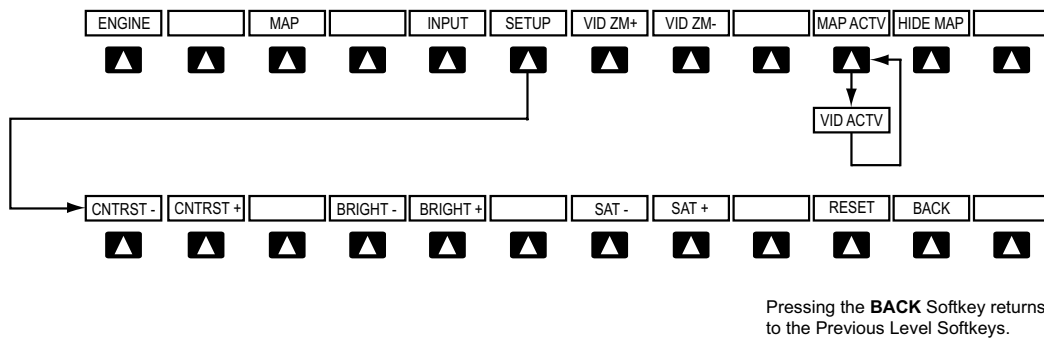 ENGINE MAP INPUT SETUP VID ZM+ VID ZM- MAP ACTV HIDE MAP
VID ACTV
CNTRST - CNTRST + BRIGHT - BRIGHT + SAT - SAT + RESET BACK
Pressing the BACK Softkey returns
to the Previous Level Softkeys.